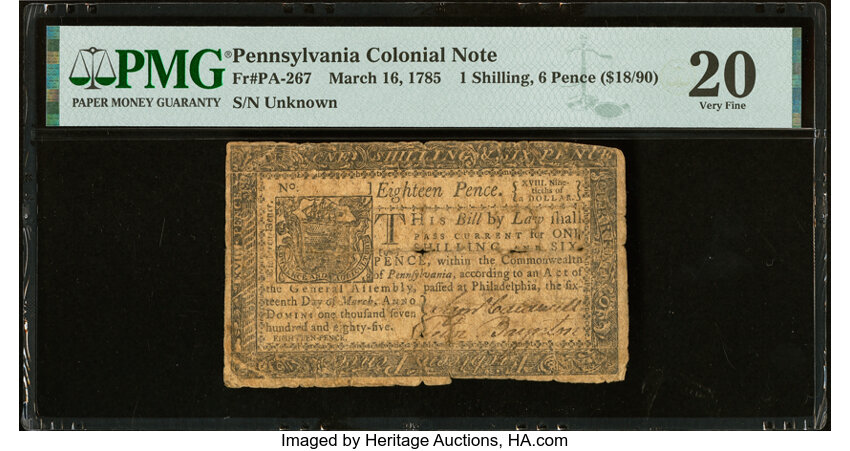 PMG®
PAPER MONEY GUARANTY
Pennsylvania Colonial Note
Fr#PA-267 March 16, 1785 1 Shilling, 6 Pence ($18/90)
S/N Unknown
20
Very Fine
ONE SHILLING & SIX PENCE
No.
Eighteen Pence.
XVIII. Nine-
tieths of
a DOLLAR.
THIS Bill by Law shall
PASS CURRENT for ONE
SHILLING AND SIX-
PENCE, within the Commonwealth
of Pennsylvania, according to an Act of
the General Assembly, passed at Philadelphia, the six-
teenth Day of March, ANNO
DOMINI one thousand seven
hundred and eighty-five.
EIGHTEEN-PENCE.
Imaged by Heritage Auctions, HA.com